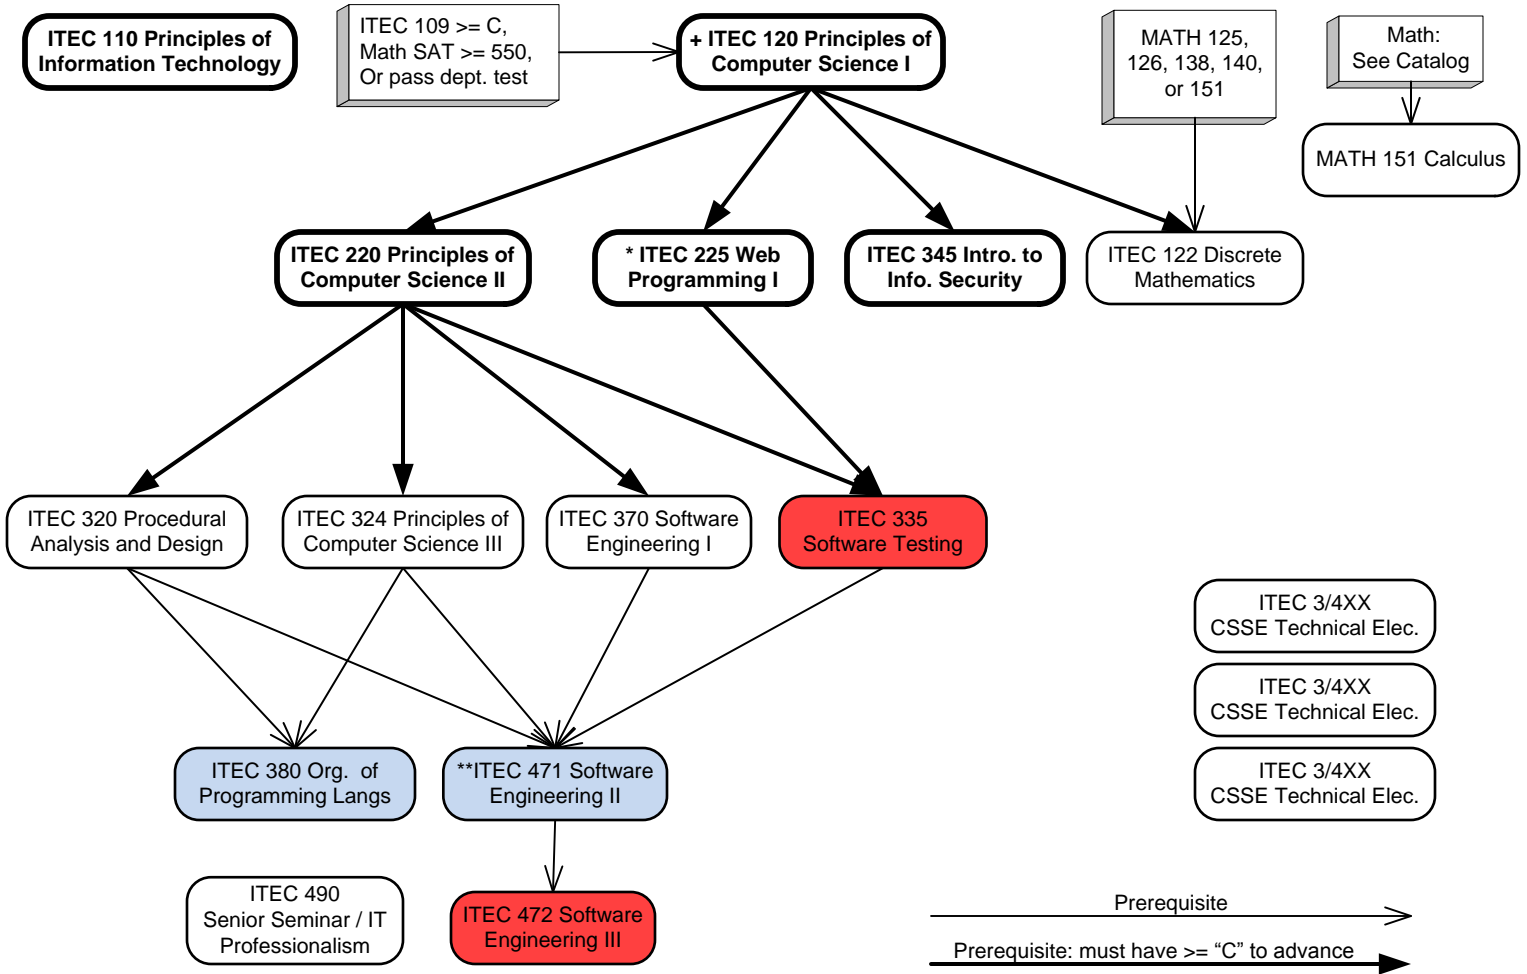 ITEC 110 Principles of
Information Technology
ITEC 109 >= C,
Math SAT >= 550,
Or pass dept. test
+ ITEC 120 Principles of
Computer Science I
MATH 125,
126, 138, 140,
or 151
Math:
See Catalog
MATH 151 Calculus
ITEC 220 Principles of
Computer Science II
* ITEC 225 Web
Programming I
ITEC 345 Intro. to
Info. Security
ITEC 122 Discrete
Mathematics
ITEC 320 Procedural
Analysis and Design
ITEC 324 Principles of
Computer Science III
ITEC 370 Software
Engineering I
ITEC 335
Software Testing
ITEC 3/4XX
CSSE Technical Elec.
ITEC 3/4XX
CSSE Technical Elec.
ITEC 3/4XX
CSSE Technical Elec.
ITEC 380 Org. of
Programming Langs
**ITEC 471 Software
Engineering II
ITEC 490
Senior Seminar / IT
Professionalism
ITEC 472 Software
Engineering III
Prerequisite
Prerequisite: must have >= “C” to advance